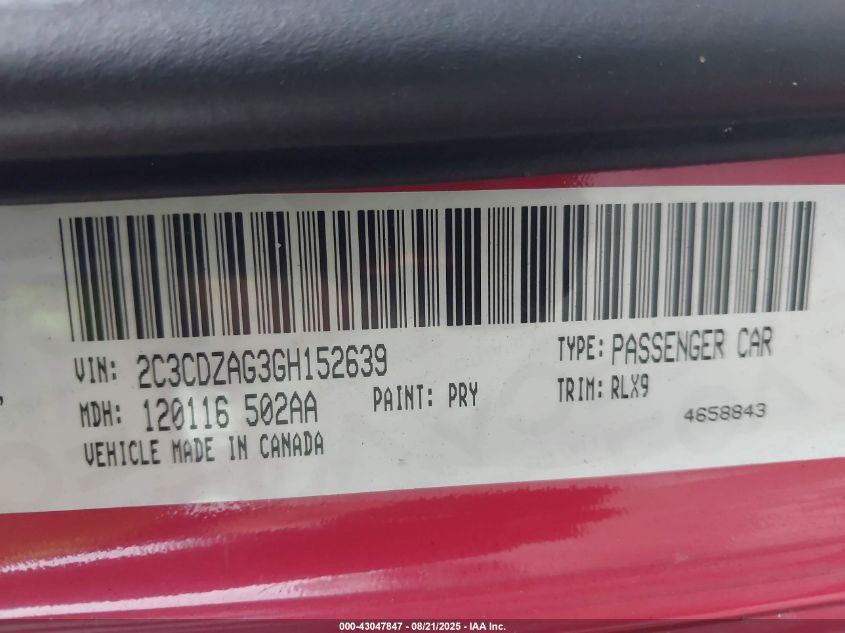 VIN: 2C3CDZAG3GH152639 TYPE: PASSENGER CAR
MDH: 120116 502AA PAINT: PRY TRIM: RLX9
4658843
VEHICLE MADE IN CANADA
000-43047847 - 08/21/2025 - IAA Inc.